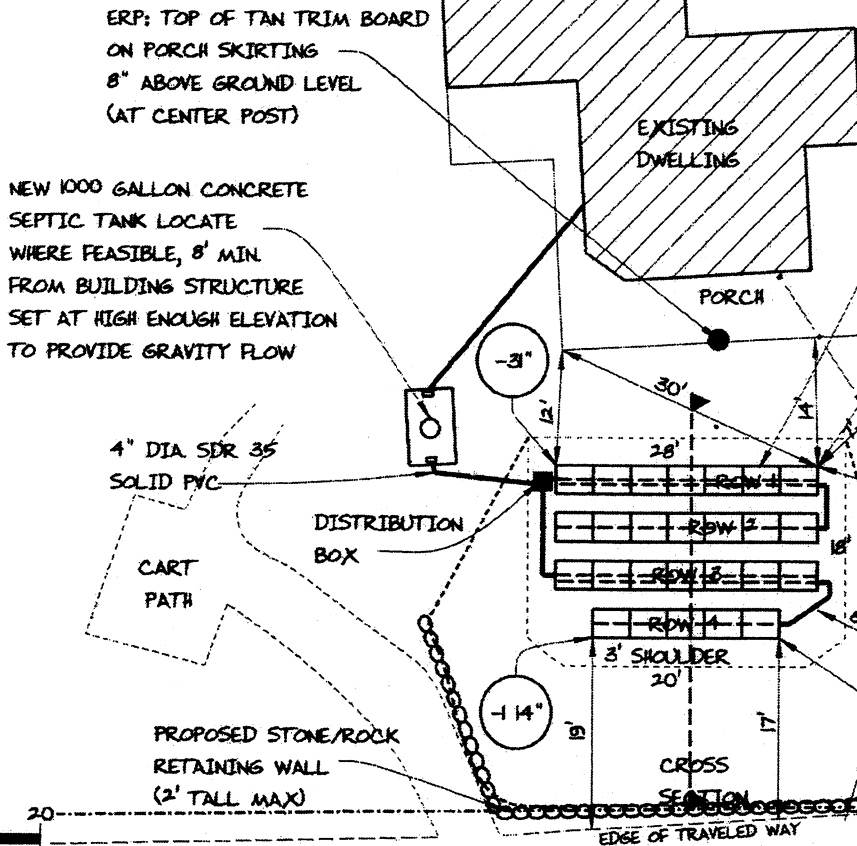 ERP: TOP OF TAN TRIM BOARD
ON PORCH SKIRTING
8" ABOVE GROUND LEVEL
(AT CENTER POST)
EXISTING
DWELLING
NEW 1000 GALLON CONCRETE
SEPTIC TANK LOCATE
WHERE FEASIBLE, 8' MIN.
FROM BUILDING STRUCTURE
SET AT HIGH ENOUGH ELEVATION
TO PROVIDE GRAVITY FLOW
PORCH
-31"
30'
12'
14'
28'
4" DIA. SDR 35
SOLID PVC
ROW 1
DISTRIBUTION
BOX
ROW 2
18'
CART
PATH
ROW 3
ROW 4
3' SHOULDER
20'
-114"
19'
17'
PROPOSED STONE/ROCK
RETAINING WALL
(2' TALL MAX)
CROSS
SECTION
20
EDGE OF TRAVELED WAY